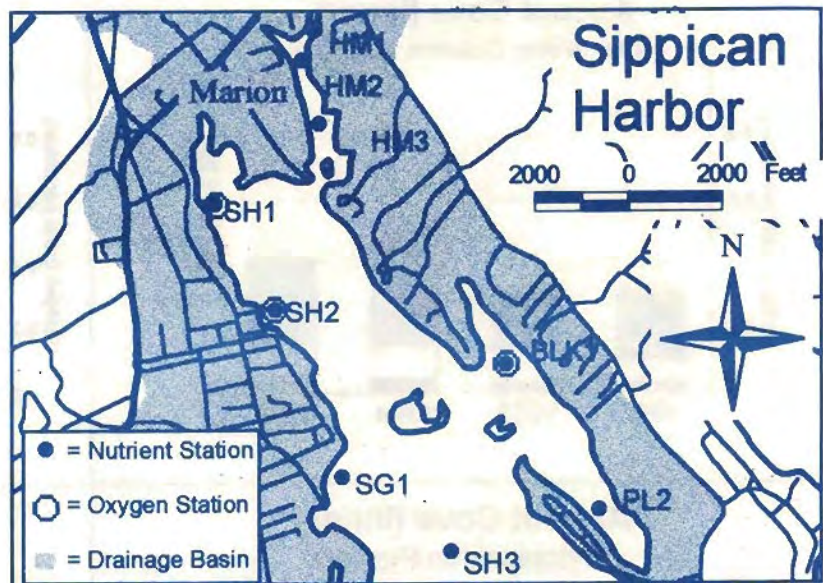 Sippican
Harbor
2000 0 2000 Feet
N
HM1
HM2
Marion
HM3
SH1
SH2
BLK1
SG1
PL2
SH3
= Nutrient Station
= Oxygen Station
= Drainage Basin